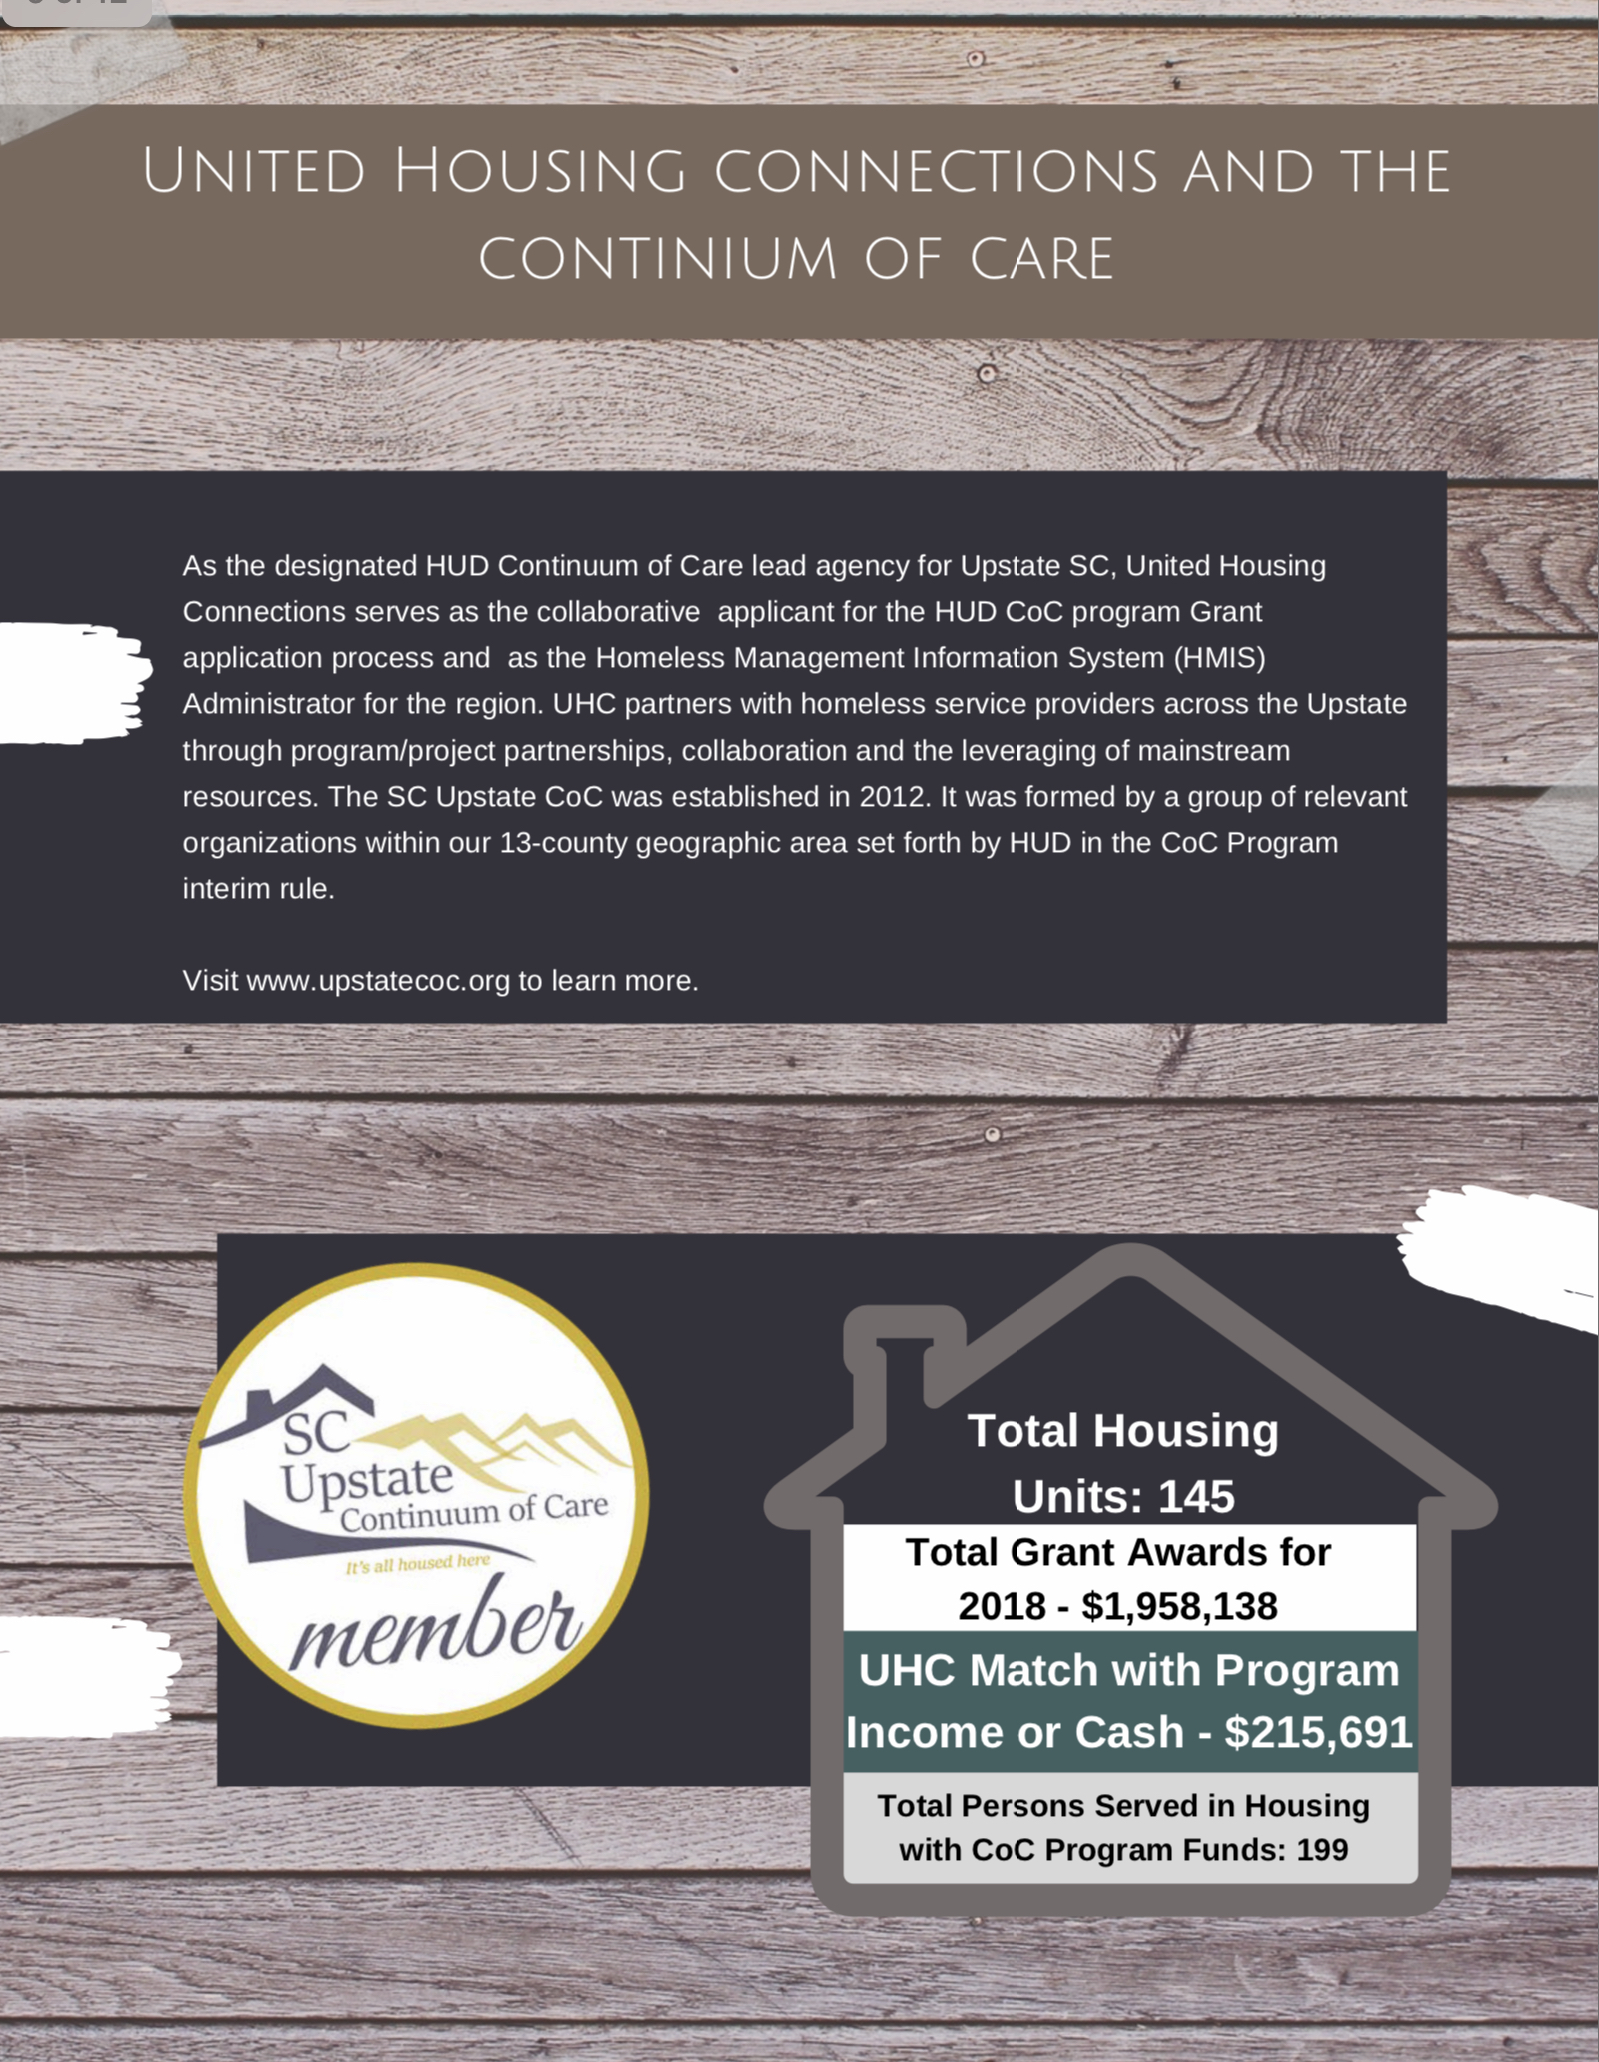 United Housing connections and the
continium of care
As the designated HUD Continuum of Care lead agency for Upstate SC, United Housing
Connections serves as the collaborative  applicant for the HUD CoC program Grant
application process and  as the Homeless Management Information System (HMIS)
Administrator for the region. UHC partners with homeless service providers across the Upstate
through program/project partnerships, collaboration and the leveraging of mainstream
resources. The SC Upstate CoC was established in 2012. It was formed by a group of relevant
organizations within our 13-county geographic area set forth by HUD in the CoC Program
interim rule.
Visit www.upstatecoc.org to learn more.
SC
Upstate
Continuum of Care
It's all housed here
member
Total Housing
Units: 145
Total Grant Awards for
2018 - $1,958,138
UHC Match with Program
Income or Cash - $215,691
Total Persons Served in Housing
with CoC Program Funds: 199